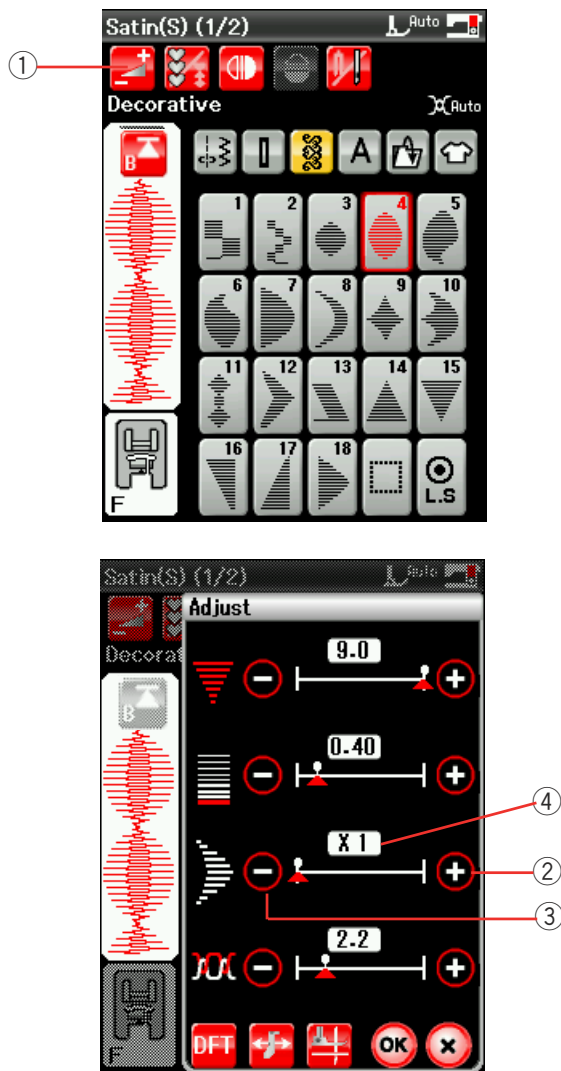 Satin(S) (1/2) Auto
①
Decorative Auto
B
A
1 2 3 4 5
6 7 8 9 10
11 12 13 14 15
16 17 18
L.S
F
Satin(S) (1/2) Auto
Adjust
Decorat
B
9.0
0.40
④
X 1
②
③
2.2
F
DFT OK X